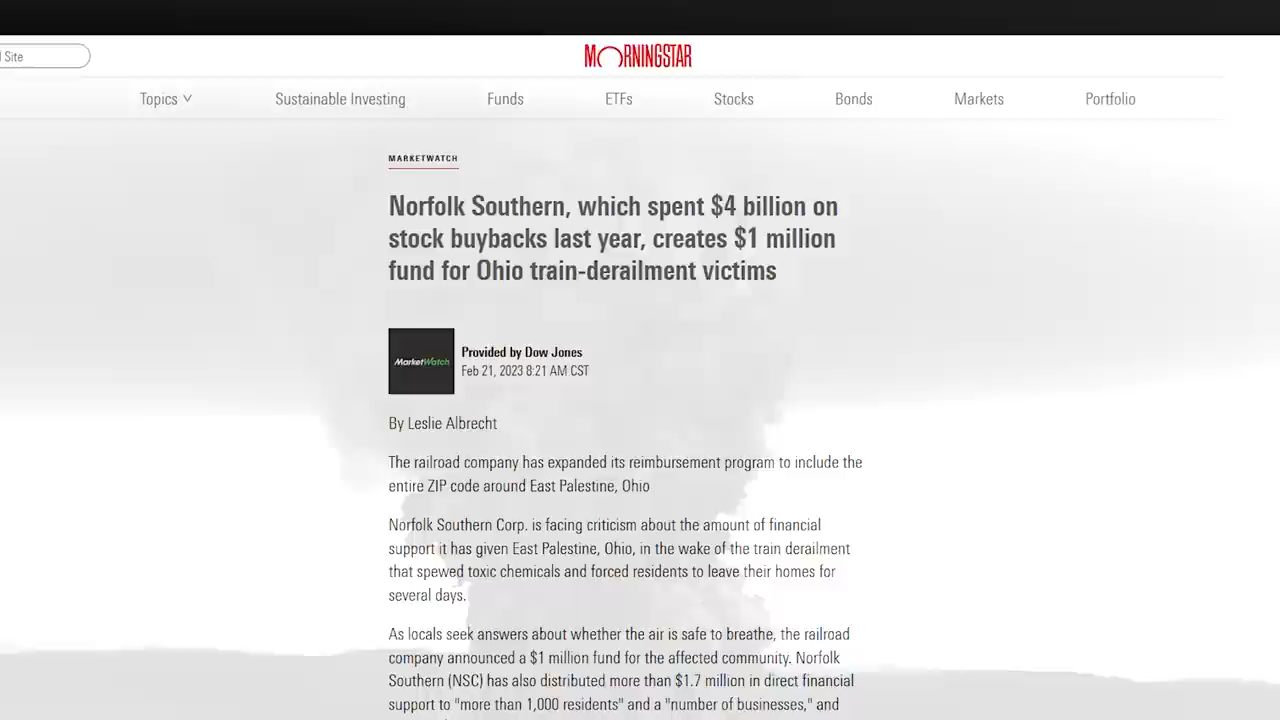 Site
MORNINGSTAR
Topics Sustainable Investing Funds ETFs Stocks Bonds Markets Portfolio
MARKETWATCH
Norfolk Southern, which spent $4 billion on
stock buybacks last year, creates $1 million
fund for Ohio train-derailment victims
MarketWatch
Provided by Dow Jones
Feb 21, 2023 8:21 AM CST
By Leslie Albrecht
The railroad company has expanded its reimbursement program to include the
entire ZIP code around East Palestine, Ohio
Norfolk Southern Corp. is facing criticism about the amount of financial
support it has given East Palestine, Ohio, in the wake of the train derailment
that spewed toxic chemicals and forced residents to leave their homes for
several days.
As locals seek answers about whether the air is safe to breathe, the railroad
company announced a $1 million fund for the affected community. Norfolk
Southern (NSC) has also distributed more than $1.7 million in direct financial
support to "more than 1,000 residents" and a "number of businesses," and